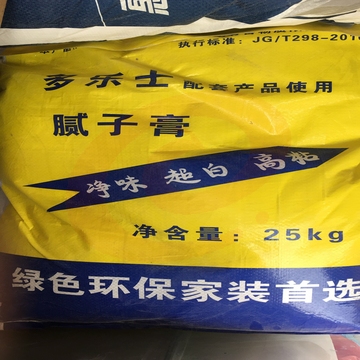 执行标准：JG/T298-2010
多乐士配套产品使用
腻子膏
净味 超白 高粘
净含量：25kg
绿色环保家装首选